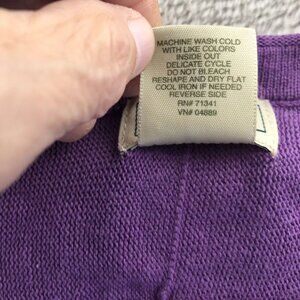 MACHINE WASH COLD
WITH LIKE COLORS
INSIDE OUT
DELICATE CYCLE
DO NOT BLEACH
RESHAPE AND DRY FLAT
COOL IRON IF NEEDED
REVERSE SIDE
RN# 71341
VN# 04889